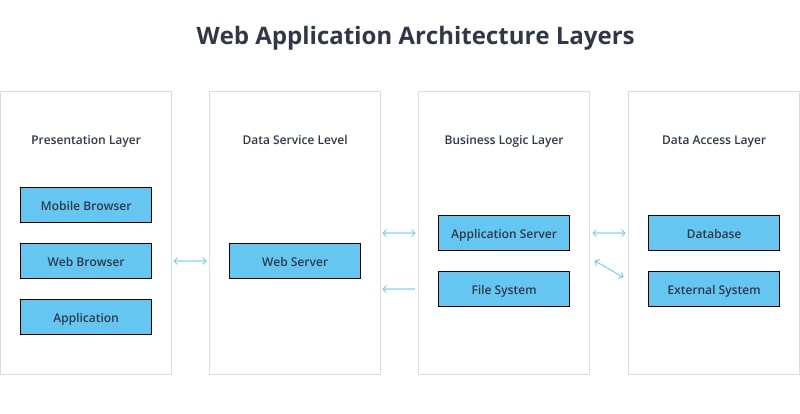 Web Application Architecture Layers
Presentation Layer
Mobile Browser
Web Browser
Application
Data Service Level
Web Server
Business Logic Layer
Application Server
File System
Data Access Layer
Database
External System